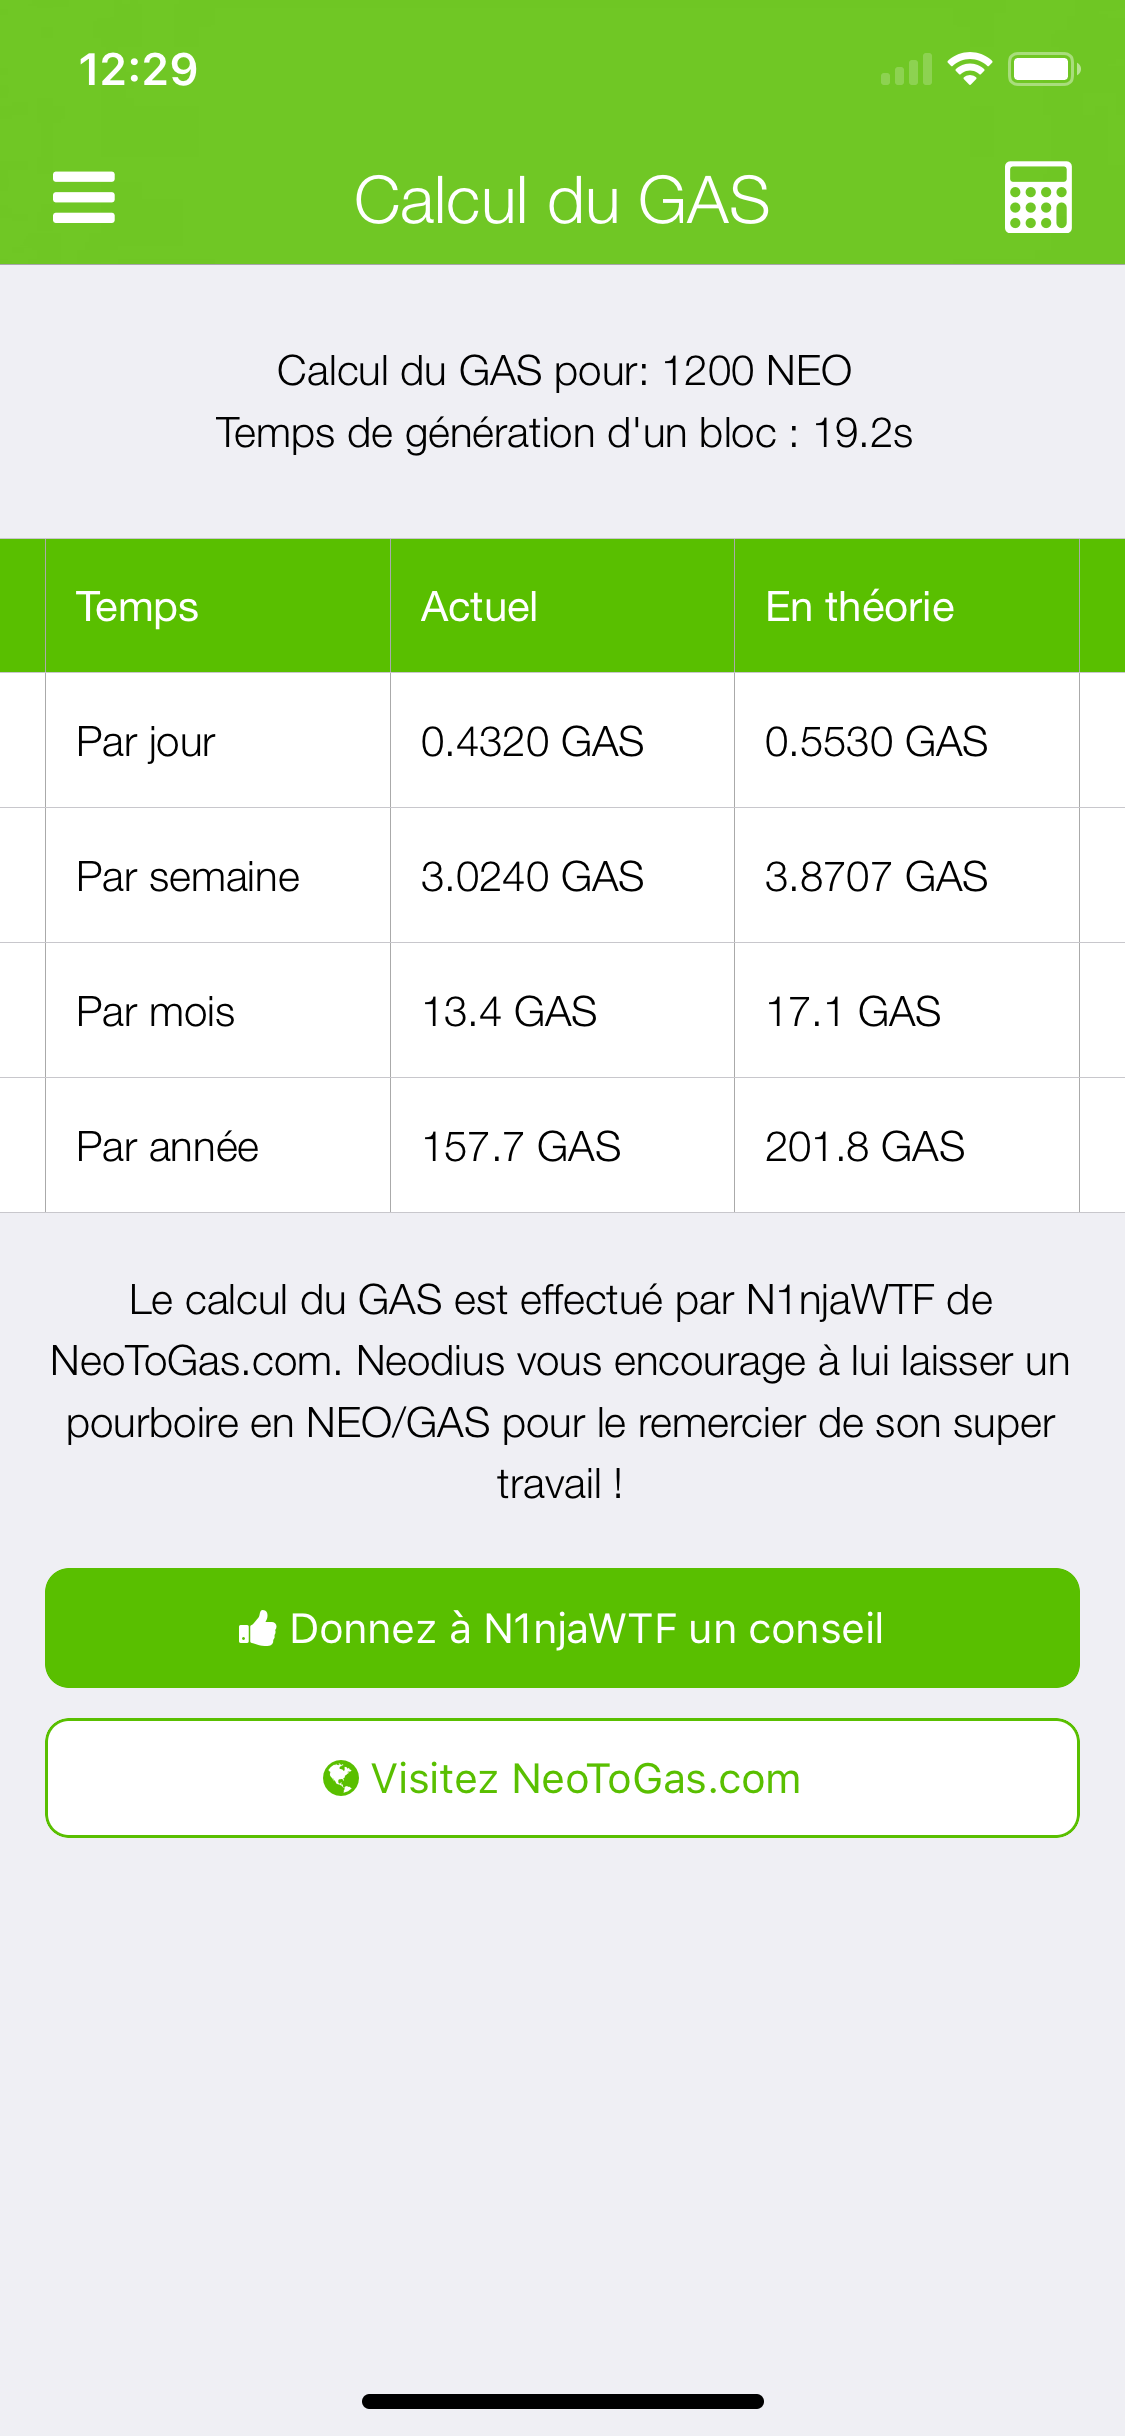 12:29
Calcul du GAS
Calcul du GAS pour: 1200 NEO
Temps de génération d'un bloc : 19.2s
Temps Actuel En théorie
Par jour 0.4320 GAS 0.5530 GAS
Par semaine 3.0240 GAS 3.8707 GAS
Par mois 13.4 GAS 17.1 GAS
Par année 157.7 GAS 201.8 GAS
Le calcul du GAS est effectué par N1njaWTF de
NeoToGas.com. Neodius vous encourage à lui laisser un
pourboire en NEO/GAS pour le remercier de son super
travail !
Donnez à N1njaWTF un conseil
Visitez NeoToGas.com